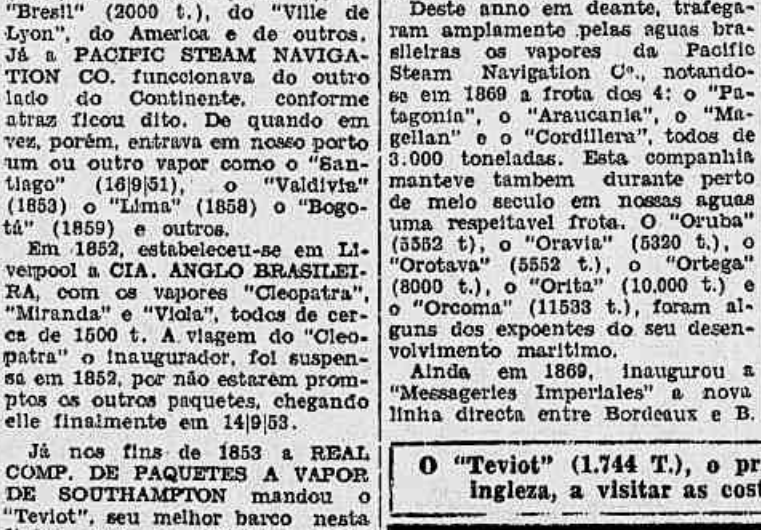 "Bresil" (2000 t.), do "Ville de
Lyon", do America e de outros.
Já a PACIFIC STEAM NAVIGA-
TION CO. funccionava do outro
lado do Continente, conforme
atraz ficou dito. De quando em
vez, porém, entrava em nosso porto
um ou outro vapor como o "San-
tiago" (16|9|51), o "Valdivia"
(1853) o "Lima" (1858) o "Bogo-
tá" (1859) e outros.
Em 1852, estabeleceu-se em Li-
verpool a CIA. ANGLO BRASILEI-
RA, com os vapores "Cleopatra",
"Miranda" e "Viola", todos de cer-
ca de 1500 t. A viagem do "Cleo-
patra" o inaugurador, foi suspen-
sa em 1852, por não estarem prom-
ptos os outros paquetes, chegando
elle finalmente em 14|9|53.
Já nos fins de 1853 a REAL
COMP. DE PAQUETES A VAPOR
DE SOUTHAMPTON mandou o
"Teviot", seu melhor barco nesta
Deste anno em deante, trafega-
ram amplamente pelas aguas bra-
sileiras os vapores da Pacific
Steam Navigation Cº., notando-
se em 1869 a frota dos 4: o "Pa-
tagonia", o "Araucania", o "Ma-
gellan" e o "Cordillera", todos de
3.000 toneladas. Esta companhia
manteve tambem durante perto
de meio seculo em nossas aguas
uma respeitavel frota. O "Oruba"
(5552 t), o "Oravia" (5320 t.), o
"Orotava" (5552 t.), o "Ortega"
(8000 t.), o "Orita" (10.000 t.) e
o "Orcoma" (11533 t.), foram al-
guns dos expoentes do seu desen-
volvimento maritimo.
Ainda em 1869, inaugurou a
"Messageries Imperiales" a nova
linha directa entre Bordeaux e B.
O "Teviot" (1.744 T.), o pr
ingleza, a visitar as cost